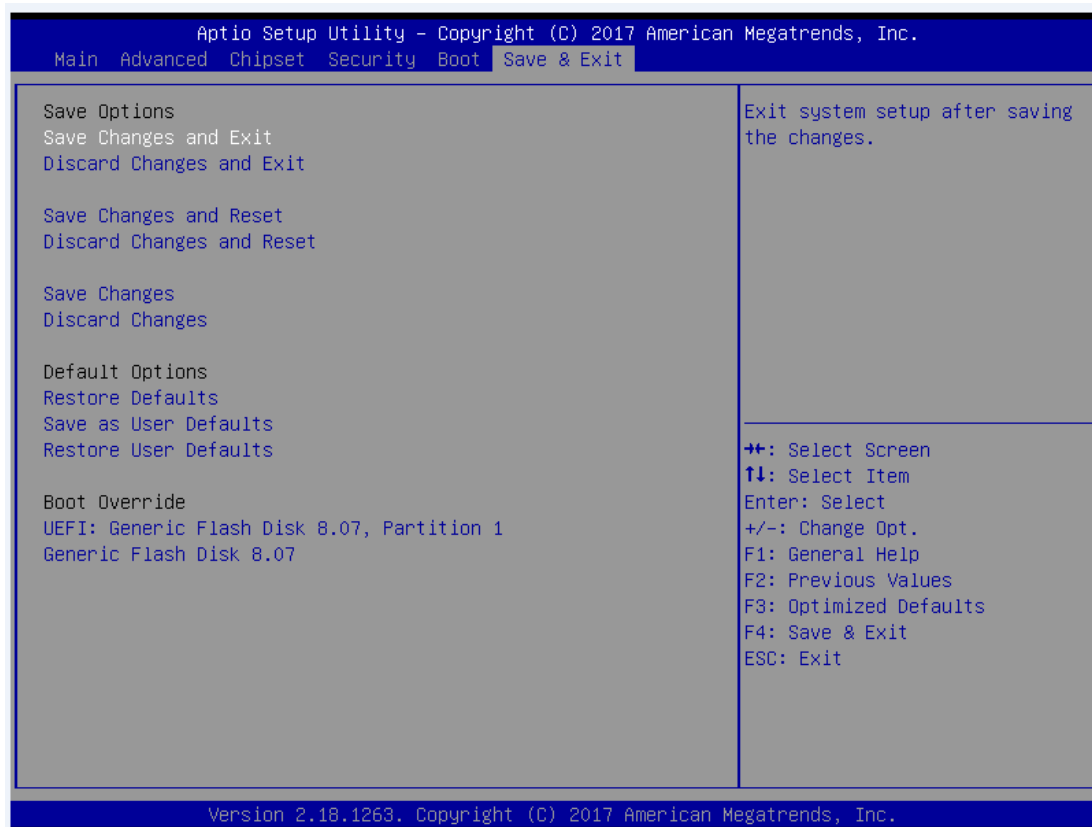 Aptio Setup Utility – Copyright (C) 2017 American Megatrends, Inc.
Main Advanced Chipset Security Boot Save & Exit
Save Options
Save Changes and Exit
Discard Changes and Exit
Save Changes and Reset
Discard Changes and Reset
Save Changes
Discard Changes
Default Options
Restore Defaults
Save as User Defaults
Restore User Defaults
Boot Override
UEFI: Generic Flash Disk 8.07, Partition 1
Generic Flash Disk 8.07
Exit system setup after saving
the changes.
→←: Select Screen
↑↓: Select Item
Enter: Select
+/-: Change Opt.
F1: General Help
F2: Previous Values
F3: Optimized Defaults
F4: Save & Exit
ESC: Exit
Version 2.18.1263. Copyright (C) 2017 American Megatrends, Inc.